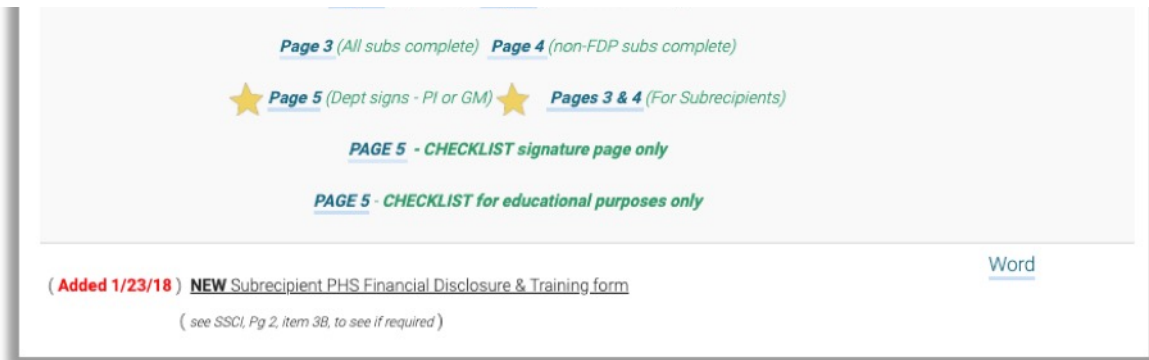 Page 3 (All subs complete) Page 4 (non-FDP subs complete)
Page 5 (Dept signs - PI or GM) Pages 3 & 4 (For Subrecipients)
PAGE 5 - CHECKLIST signature page only
PAGE 5 - CHECKLIST for educational purposes only
Word
( Added 1/23/18 ) NEW Subrecipient PHS Financial Disclosure & Training form
( see SSCI, Pg 2, item 3B, to see if required )